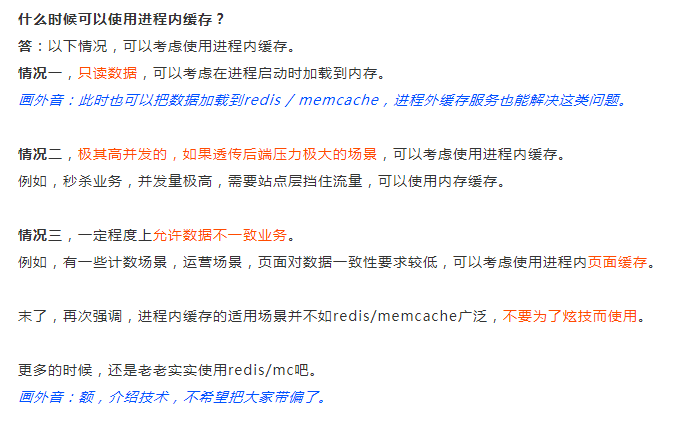 什么时候可以使用进程内缓存？
答：以下情况，可以考虑使用进程内缓存。
情况一，只读数据，可以考虑在进程启动时加载到内存。
画外音：此时也可以把数据加载到redis / memcache，进程外缓存服务也能解决这类问题。
情况二，极其高并发的，如果透传后端压力极大的场景，可以考虑使用进程内缓存。
例如，秒杀业务，并发量极高，需要站点层挡住流量，可以使用内存缓存。
情况三，一定程度上允许数据不一致业务。
例如，有一些计数场景，运营场景，页面对数据一致性要求较低，可以考虑使用进程内页面缓存。
末了，再次强调，进程内缓存的适用场景并不如redis/memcache广泛，不要为了炫技而使用。
更多的时候，还是老老实实使用redis/mc吧。
画外音：额，介绍技术，不希望把大家带偏了。